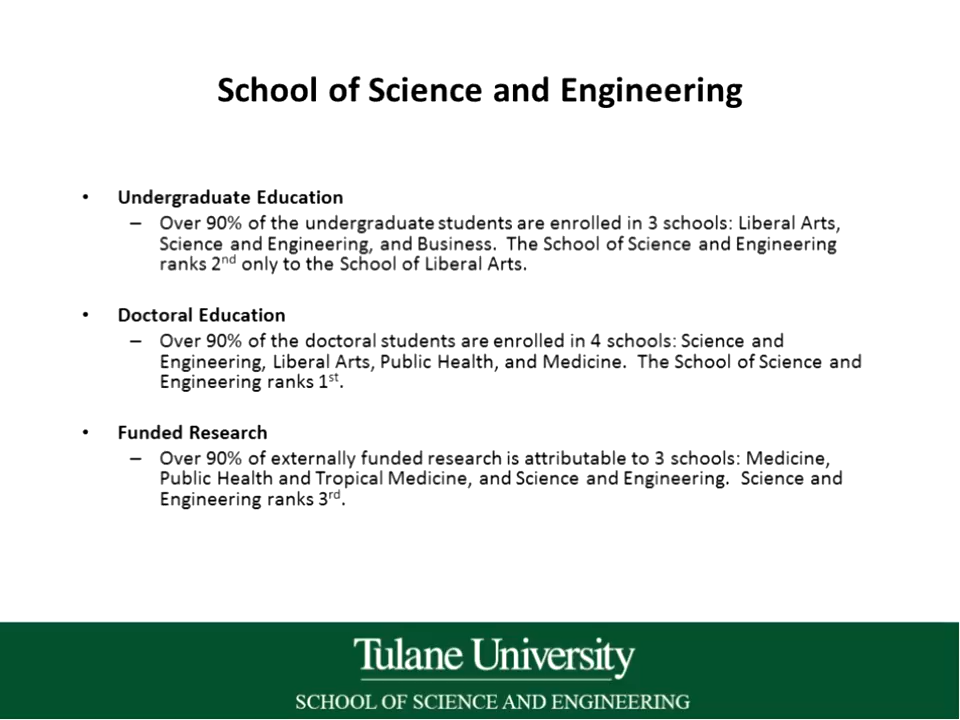 School of Science and Engineering
• Undergraduate Education
– Over 90% of the undergraduate students are enrolled in 3 schools: Liberal Arts,
Science and Engineering, and Business. The School of Science and Engineering
ranks 2nd only to the School of Liberal Arts.
• Doctoral Education
– Over 90% of the doctoral students are enrolled in 4 schools: Science and
Engineering, Liberal Arts, Public Health, and Medicine. The School of Science and
Engineering ranks 1st.
• Funded Research
– Over 90% of externally funded research is attributable to 3 schools: Medicine,
Public Health and Tropical Medicine, and Science and Engineering. Science and
Engineering ranks 3rd.
Tulane University
SCHOOL OF SCIENCE AND ENGINEERING